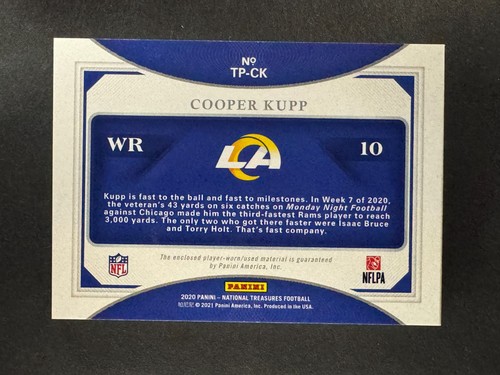 Nº
TP-CK
COOPER KUPP
WR
10
LA
Kupp is fast to the ball and fast to milestones. In Week 7 of 2020,
the veteran's 43 yards on six catches on Monday Night Football
against Chicago made him the third-fastest Rams player to reach
3,000 yards. The only two who got there faster were Isaac Bruce
and Torry Holt. That's fast company.
The enclosed player-worn/used material is guaranteed
by Panini America, Inc.
NFL
PANINI
NFLPA
2020 PANINI – NATIONAL TREASURES FOOTBALL
© 2021 Panini America, Inc. Produced in the USA.